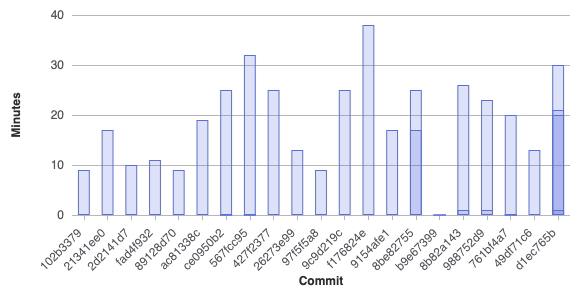 40
30
20
10
0
Minutes
102b3379
21341ee0
2d2141d7
fad4f932
89128d70
ac81338c
ce0950b2
567fcc95
427f2377
26273e99
97f5f5a8
9c9d219c
f176824e
9154afe1
8be82755
b9e67399
8b82a143
988752d9
761bf4a7
49df71c6
d1ec765b
Commit